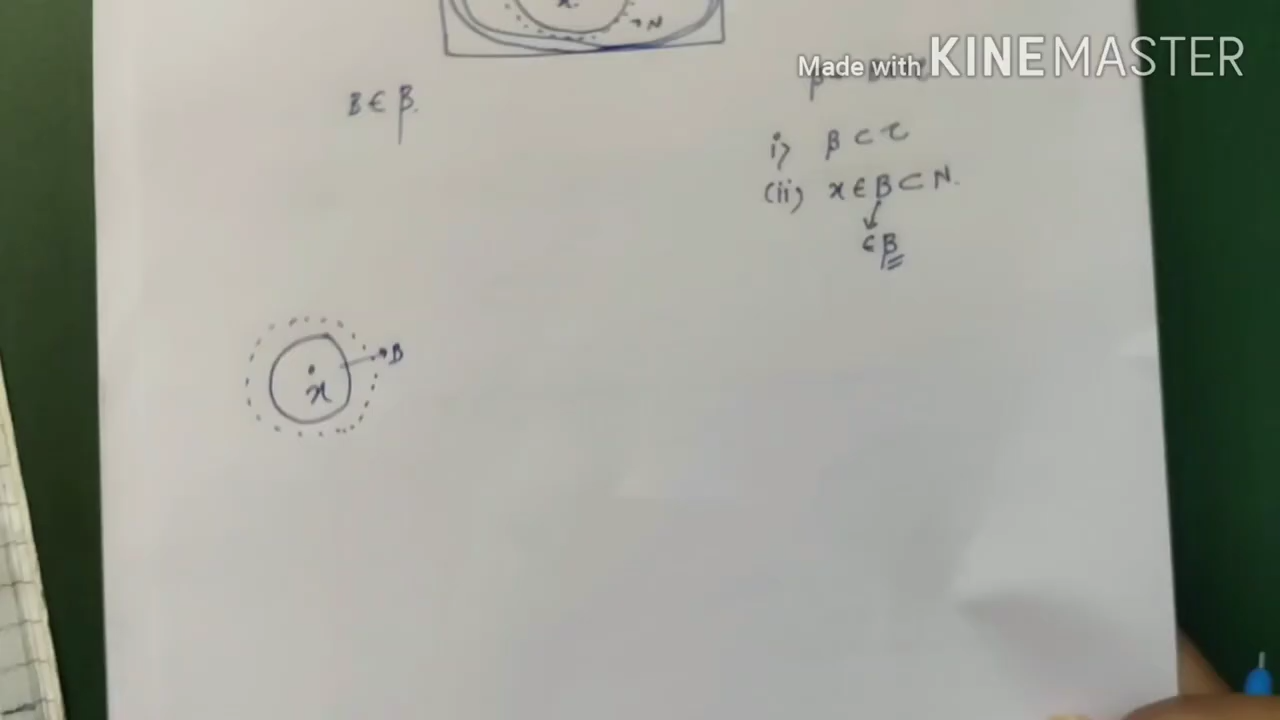 x
→ N
Made with KINEMASTER
B ∈ β.
i) β ⊂ τ
(ii) x ∈ B ⊂ N.
∈ β
B
x